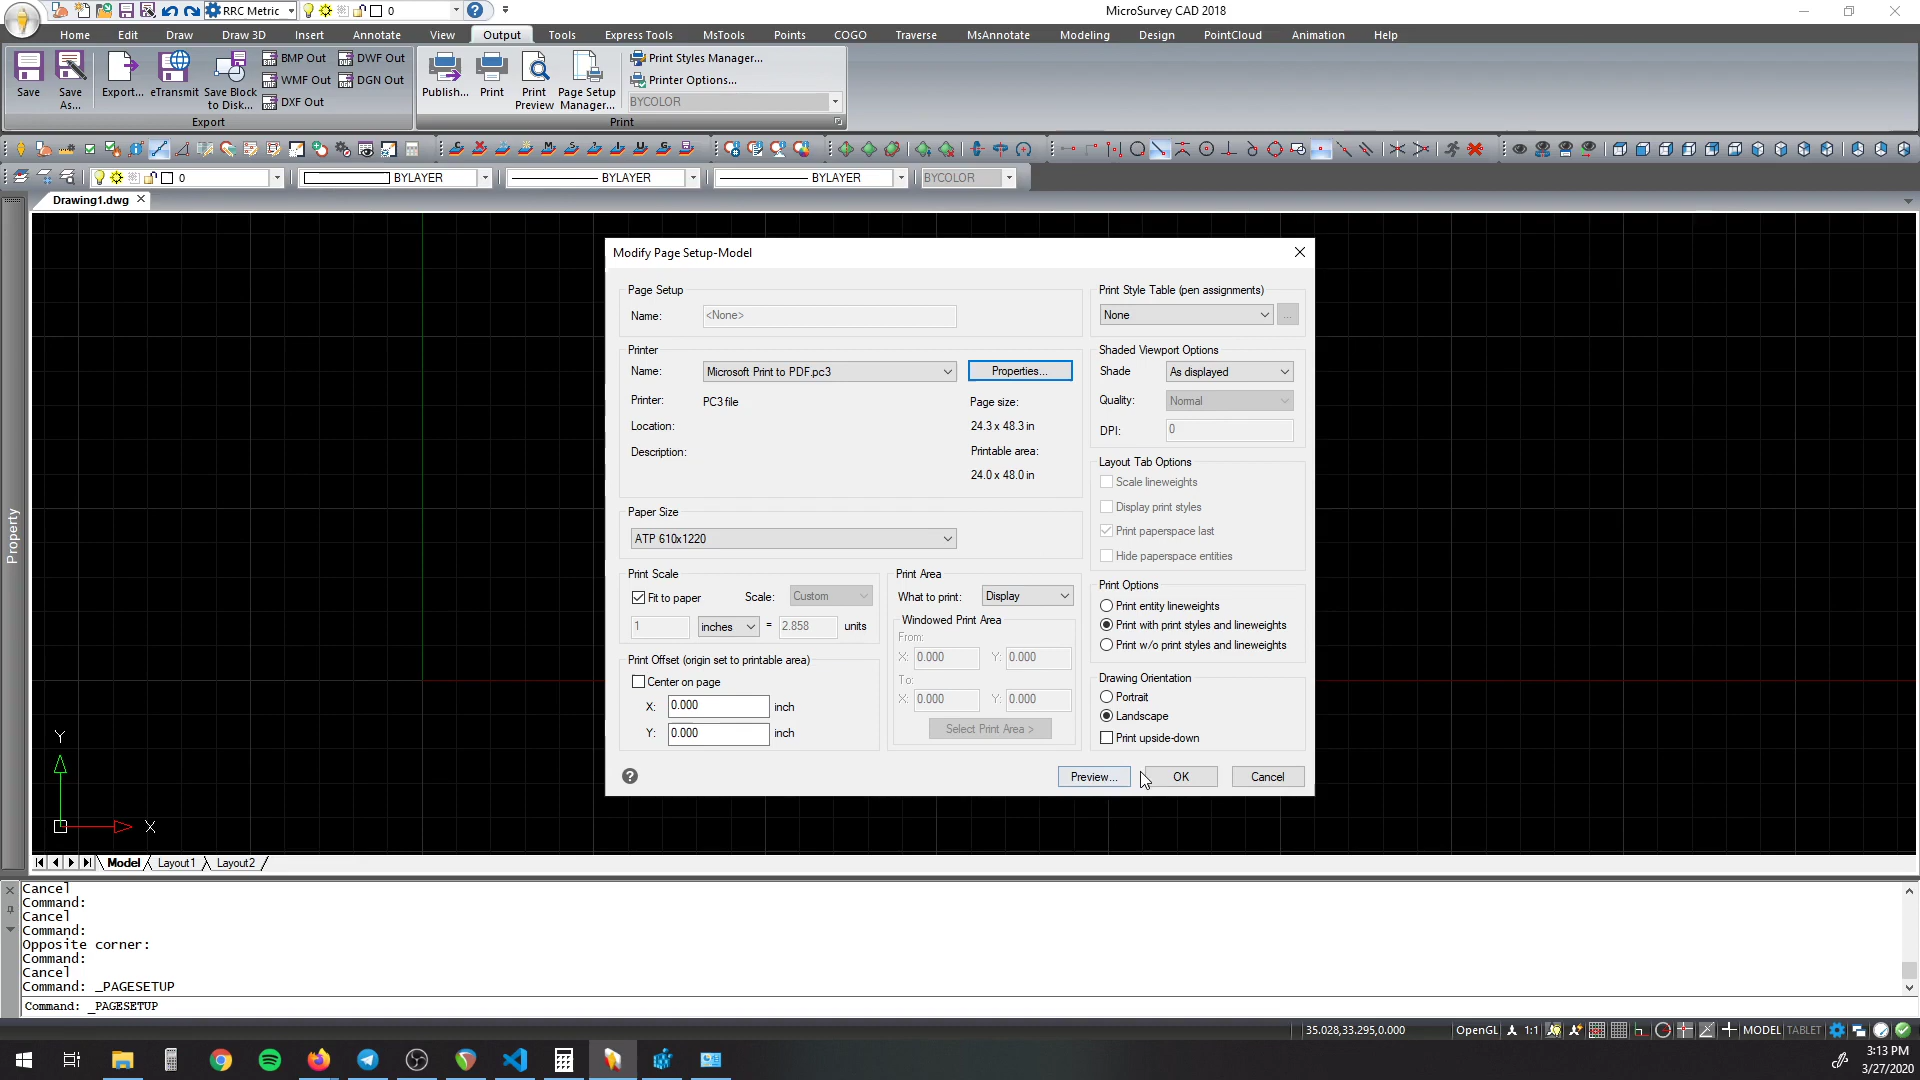 RRC Metric
0
MicroSurvey CAD 2018
Home Edit Draw Draw 3D Insert Annotate View Output Tools Express Tools MsTools Points COGO Traverse MsAnnotate Modeling Design PointCloud Animation Help
Save
Save As...
Export...
eTransmit
Save Block to Disk...
BMP Out
WMF Out
DXF Out
DWF Out
DGN Out
Export
Publish...
Print
Print Preview
Page Setup Manager...
Print Styles Manager...
Printer Options...
BYCOLOR
Print
0 BYLAYER BYLAYER BYLAYER BYCOLOR
Drawing1.dwg
Property
Modify Page Setup-Model
Page Setup
Name: <None>
Printer
Name: Microsoft Print to PDF.pc3 Properties...
Printer: PC3 file
Location:
Description:
Page size:
24.3 x 48.3 in
Printable area:
24.0 x 48.0 in
Paper Size
ATP 610x1220
Print Scale
Fit to paper Scale: Custom
1 inches = 2.858 units
Print Offset (origin set to printable area)
Center on page
X: 0.000 inch
Y: 0.000 inch
Print Area
What to print: Display
Windowed Print Area
From:
X: 0.000 Y: 0.000
To:
X: 0.000 Y: 0.000
Select Print Area >
Print Style Table (pen assignments)
None ...
Shaded Viewport Options
Shade As displayed
Quality: Normal
DPI: 0
Layout Tab Options
Scale lineweights
Display print styles
Print paperspace last
Hide paperspace entities
Print Options
Print entity lineweights
Print with print styles and lineweights
Print w/o print styles and lineweights
Drawing Orientation
Portrait
Landscape
Print upside-down
? Preview... OK Cancel
Y
X
Model Layout1 Layout2
Cancel
Command:
Cancel
Command:
Opposite corner:
Command:
Cancel
Command: _PAGESETUP
Command: _PAGESETUP
35.028,33.295,0.000 OpenGL 1:1 MODEL TABLET
3:13 PM
3/27/2020